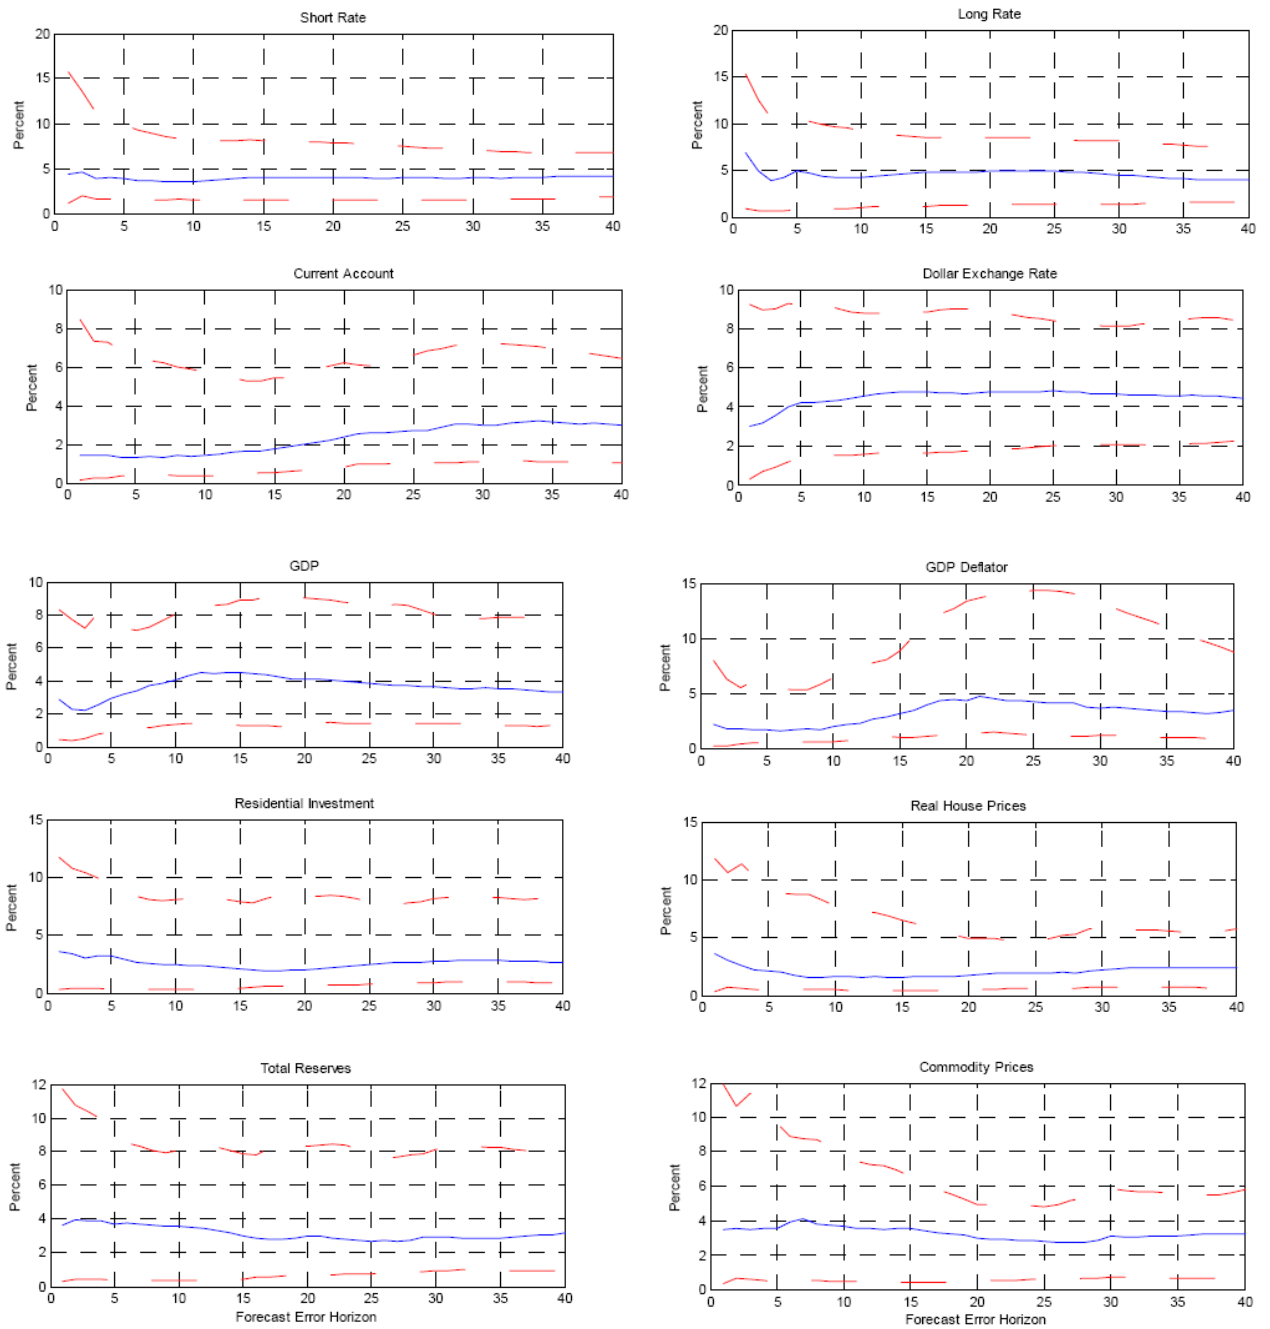 Short Rate
20
15
10
5
0
Percent
0 5 10 15 20 25 30 35 40
Long Rate
20
15
10
5
0
Percent
0 5 10 15 20 25 30 35 40
Current Account
10
8
6
4
2
0
Percent
0 5 10 15 20 25 30 35 40
Dollar Exchange Rate
10
8
6
4
2
0
Percent
0 5 10 15 20 25 30 35 40
GDP
10
8
6
4
2
0
Percent
0 5 10 15 20 25 30 35 40
GDP Deflator
15
10
5
0
Percent
0 5 10 15 20 25 30 35 40
Residential Investment
15
10
5
0
Percent
0 5 10 15 20 25 30 35 40
Real House Prices
15
10
5
0
Percent
0 5 10 15 20 25 30 35 40
Total Reserves
12
10
8
6
4
2
0
Percent
0 5 10 15 20 25 30 35 40
Forecast Error Horizon
Commodity Prices
12
10
8
6
4
2
0
Percent
0 5 10 15 20 25 30 35 40
Forecast Error Horizon